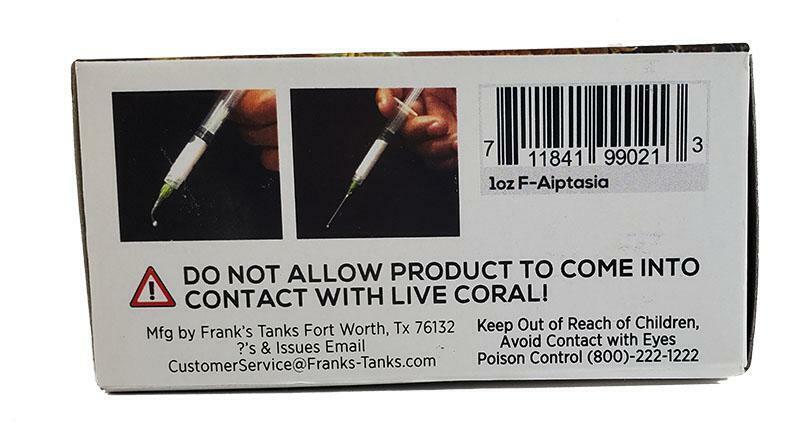 7 11841 99021 3
1oz F-Aiptasia
DO NOT ALLOW PRODUCT TO COME INTO
CONTACT WITH LIVE CORAL!
Mfg by Frank's Tanks Fort Worth, Tx 76132
?'s & Issues Email
CustomerService@Franks-Tanks.com
Keep Out of Reach of Children,
Avoid Contact with Eyes
Poison Control (800)-222-1222